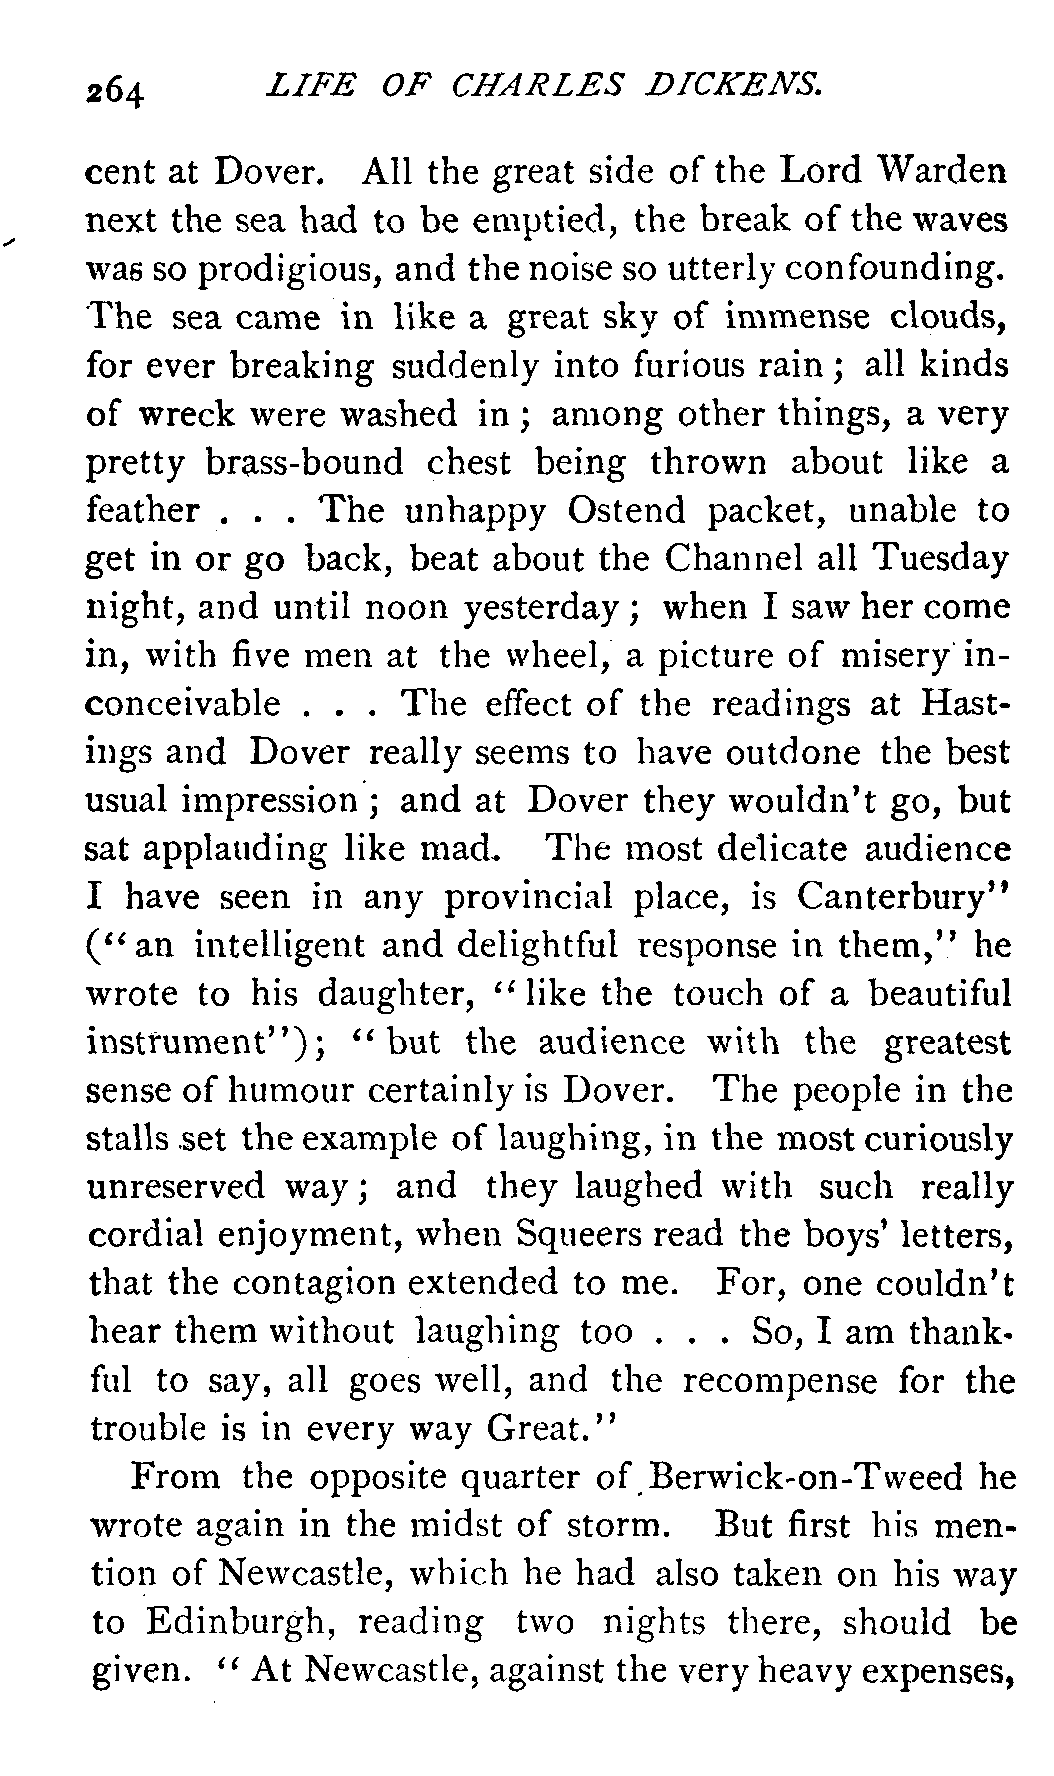 264 LIFE OF CHARLES DICKENS.
cent at Dover. All the great side of the Lord Warden
next the sea had to be emptied, the break of the waves
was so prodigious, and the noise so utterly confounding.
The sea came in like a great sky of immense clouds,
for ever breaking suddenly into furious rain ; all kinds
of wreck were washed in ; among other things, a very
pretty brass-bound chest being thrown about like a
feather . . . The unhappy Ostend packet, unable to
get in or go back, beat about the Channel all Tuesday
night, and until noon yesterday ; when I saw her come
in, with five men at the wheel, a picture of misery in-
conceivable . . . The effect of the readings at Hast-
ings and Dover really seems to have outdone the best
usual impression ; and at Dover they wouldn't go, but
sat applauding like mad. The most delicate audience
I have seen in any provincial place, is Canterbury"
("an intelligent and delightful response in them," he
wrote to his daughter, "like the touch of a beautiful
instrument"); "but the audience with the greatest
sense of humour certainly is Dover. The people in the
stalls set the example of laughing, in the most curiously
unreserved way ; and they laughed with such really
cordial enjoyment, when Squeers read the boys' letters,
that the contagion extended to me. For, one couldn't
hear them without laughing too . . . So, I am thank-
ful to say, all goes well, and the recompense for the
trouble is in every way Great."
From the opposite quarter of Berwick-on-Tweed he
wrote again in the midst of storm. But first his men-
tion of Newcastle, which he had also taken on his way
to Edinburgh, reading two nights there, should be
given. "At Newcastle, against the very heavy expenses,